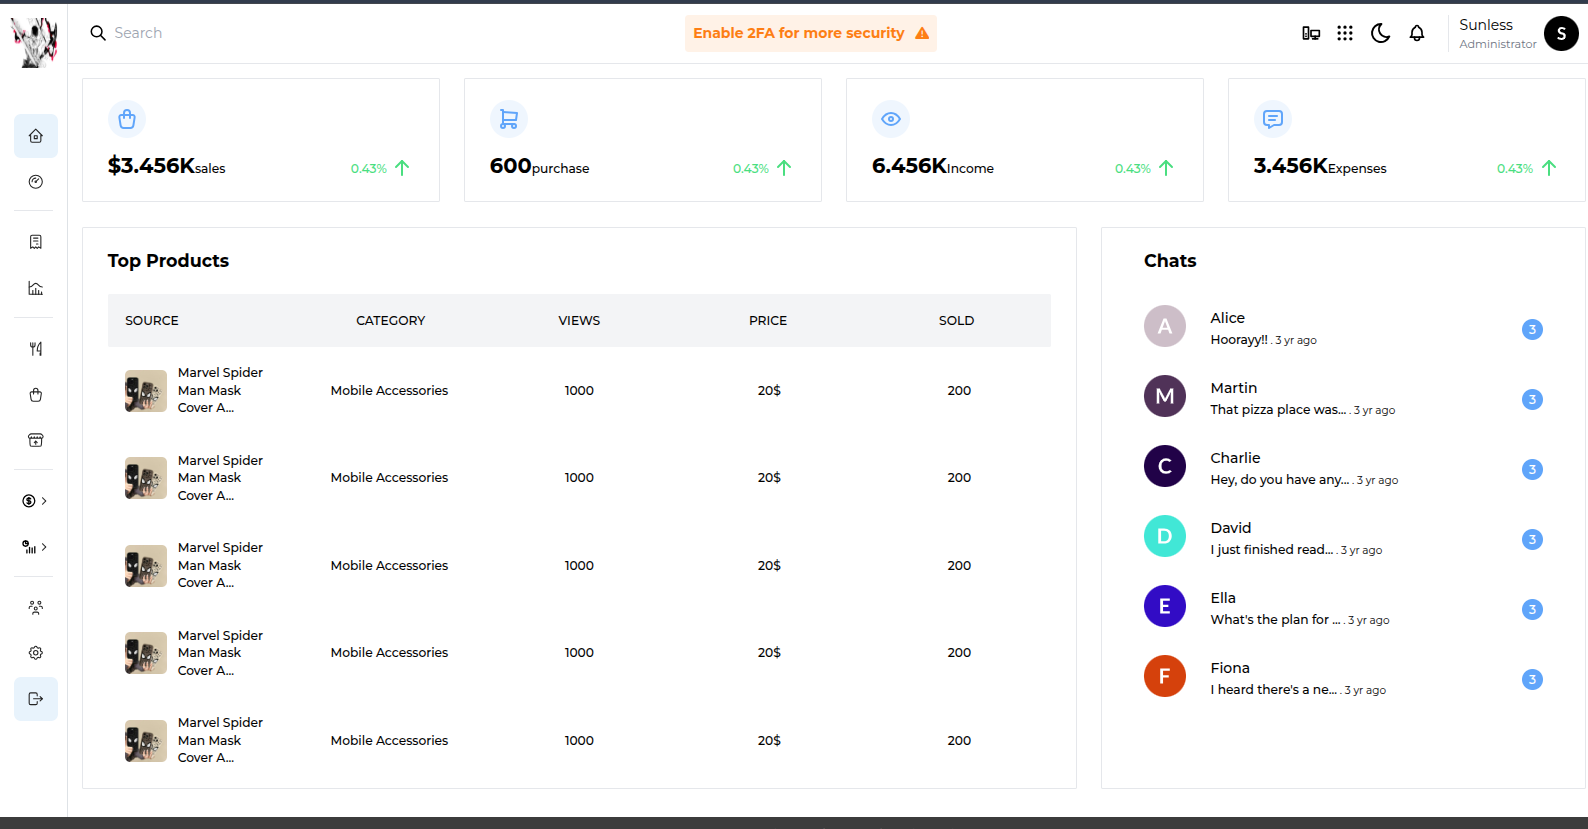 Search
Enable 2FA for more security
Sunless
Administrator
S
$3.456Ksales
0.43%
600purchase
0.43%
6.456KIncome
0.43%
3.456KExpenses
0.43%
Top Products
SOURCE CATEGORY VIEWS PRICE SOLD
Marvel Spider
Man Mask
Cover A...
Mobile Accessories 1000 20$ 200
Marvel Spider
Man Mask
Cover A...
Mobile Accessories 1000 20$ 200
Marvel Spider
Man Mask
Cover A...
Mobile Accessories 1000 20$ 200
Marvel Spider
Man Mask
Cover A...
Mobile Accessories 1000 20$ 200
Marvel Spider
Man Mask
Cover A...
Mobile Accessories 1000 20$ 200
Chats
A
Alice
Hoorayy!! . 3 yr ago
3
M
Martin
That pizza place was... . 3 yr ago
3
C
Charlie
Hey, do you have any... . 3 yr ago
3
D
David
I just finished read... . 3 yr ago
3
E
Ella
What's the plan for ... . 3 yr ago
3
F
Fiona
I heard there's a ne... . 3 yr ago
3